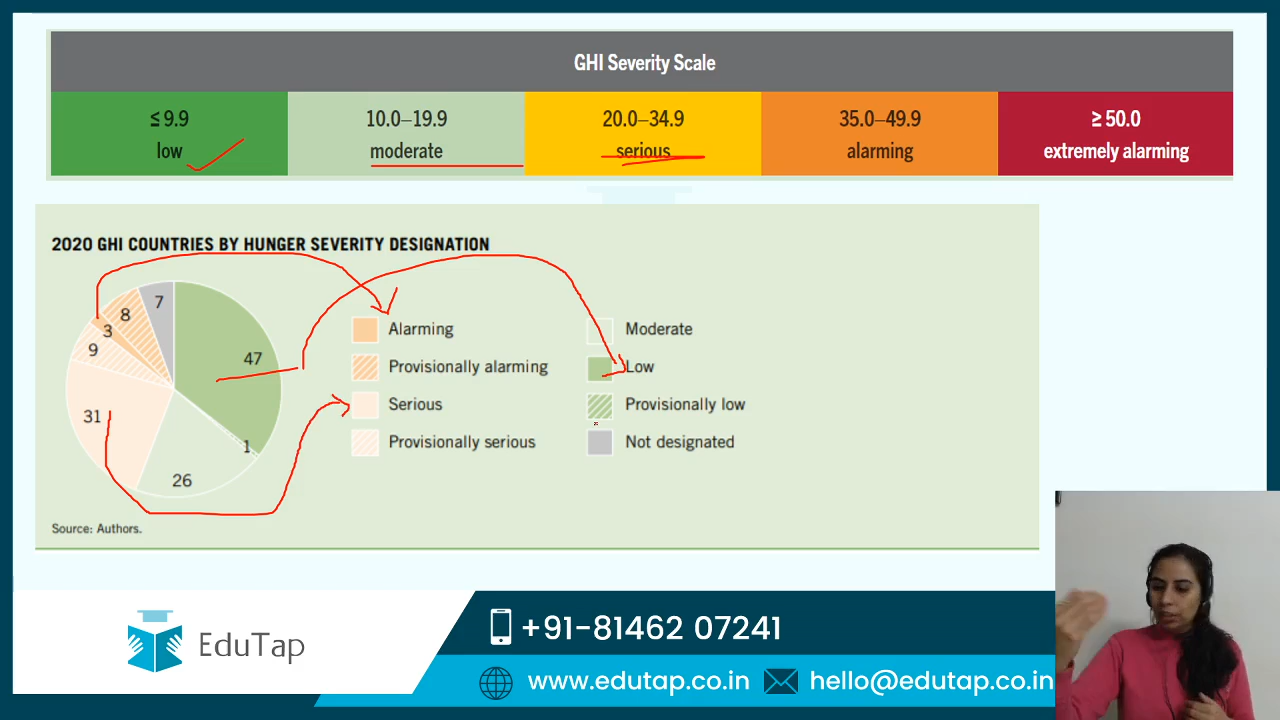 GHI Severity Scale
≤ 9.9 10.0–19.9 20.0–34.9 35.0–49.9 ≥ 50.0
low moderate serious alarming extremely alarming
2020 GHI COUNTRIES BY HUNGER SEVERITY DESIGNATION
7
8
3
9
47
31
1
26
Alarming
Provisionally alarming
Serious
Provisionally serious
Moderate
Low
Provisionally low
Not designated
Source: Authors.
EduTap
+91-81462 07241
www.edutap.co.in hello@edutap.co.in